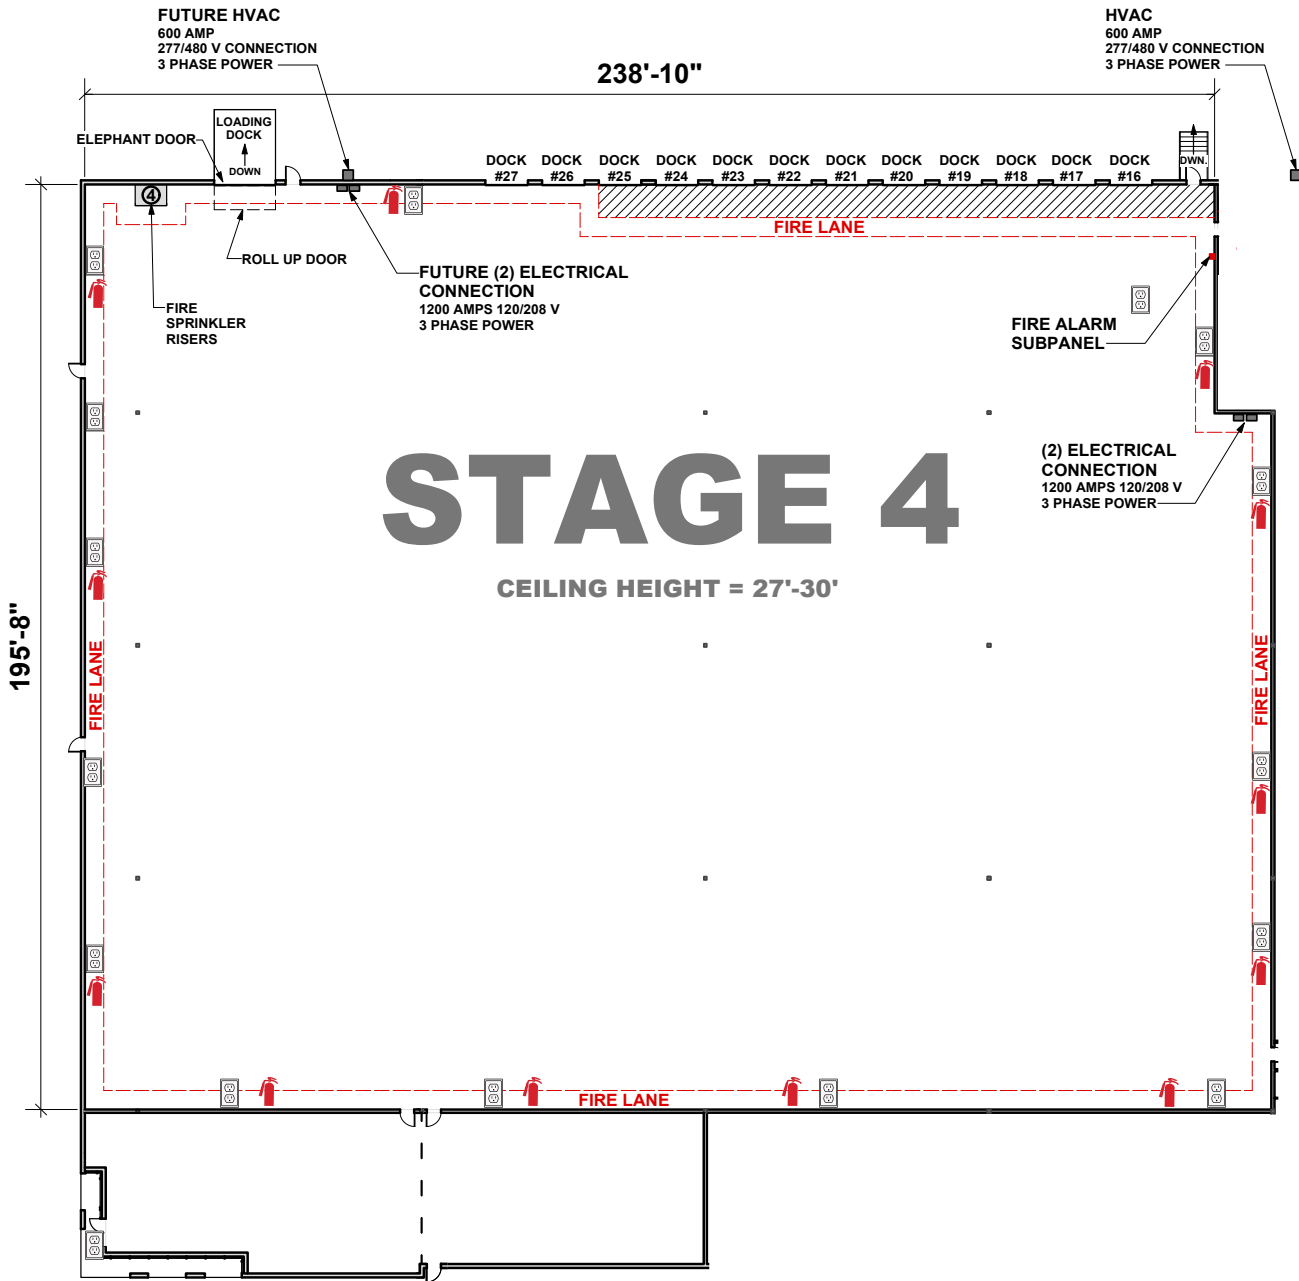 FUTURE HVAC
600 AMP
277/480 V CONNECTION
3 PHASE POWER
HVAC
600 AMP
277/480 V CONNECTION
3 PHASE POWER
238'-10"
ELEPHANT DOOR
LOADING
DOCK
DOWN
DOCK
#27
DOCK
#26
DOCK
#25
DOCK
#24
DOCK
#23
DOCK
#22
DOCK
#21
DOCK
#20
DOCK
#19
DOCK
#18
DOCK
#17
DOCK
#16
DWN.
4
FIRE LANE
ROLL UP DOOR
FUTURE (2) ELECTRICAL
CONNECTION
1200 AMPS 120/208 V
3 PHASE POWER
FIRE
SPRINKLER
RISERS
FIRE ALARM
SUBPANEL
STAGE 4
CEILING HEIGHT = 27'-30'
(2) ELECTRICAL
CONNECTION
1200 AMPS 120/208 V
3 PHASE POWER
195'-8"
FIRE LANE
FIRE LANE
FIRE LANE